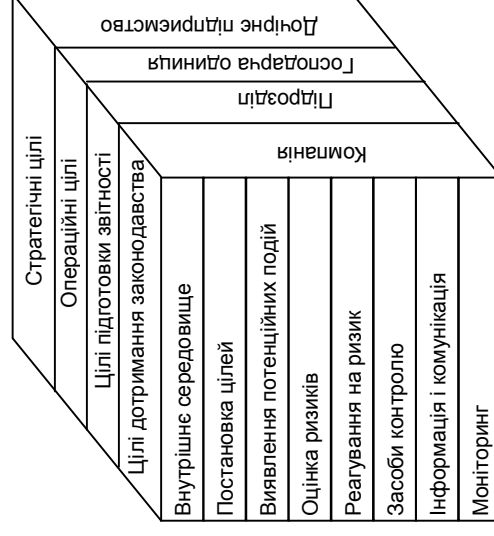 Стратегічні цілі
Операційні цілі
Цілі підготовки звітності
Цілі дотримання законодавства
Внутрішнє середовище
Постановка цілей
Виявлення потенційних подій
Оцінка ризиків
Реагування на ризик
Засоби контролю
Інформація і комунікація
Моніторинг
Компанія
Підрозділ
Господарча одиниця
Дочірнє підприємство